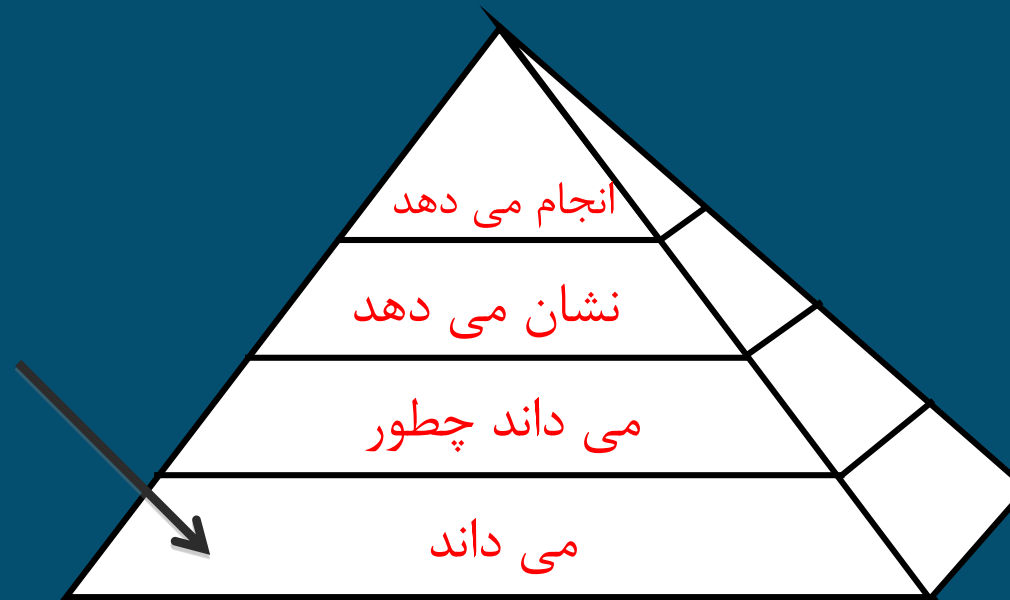 انجام می دهد
نشان می دهد
می داند چطور
می داند